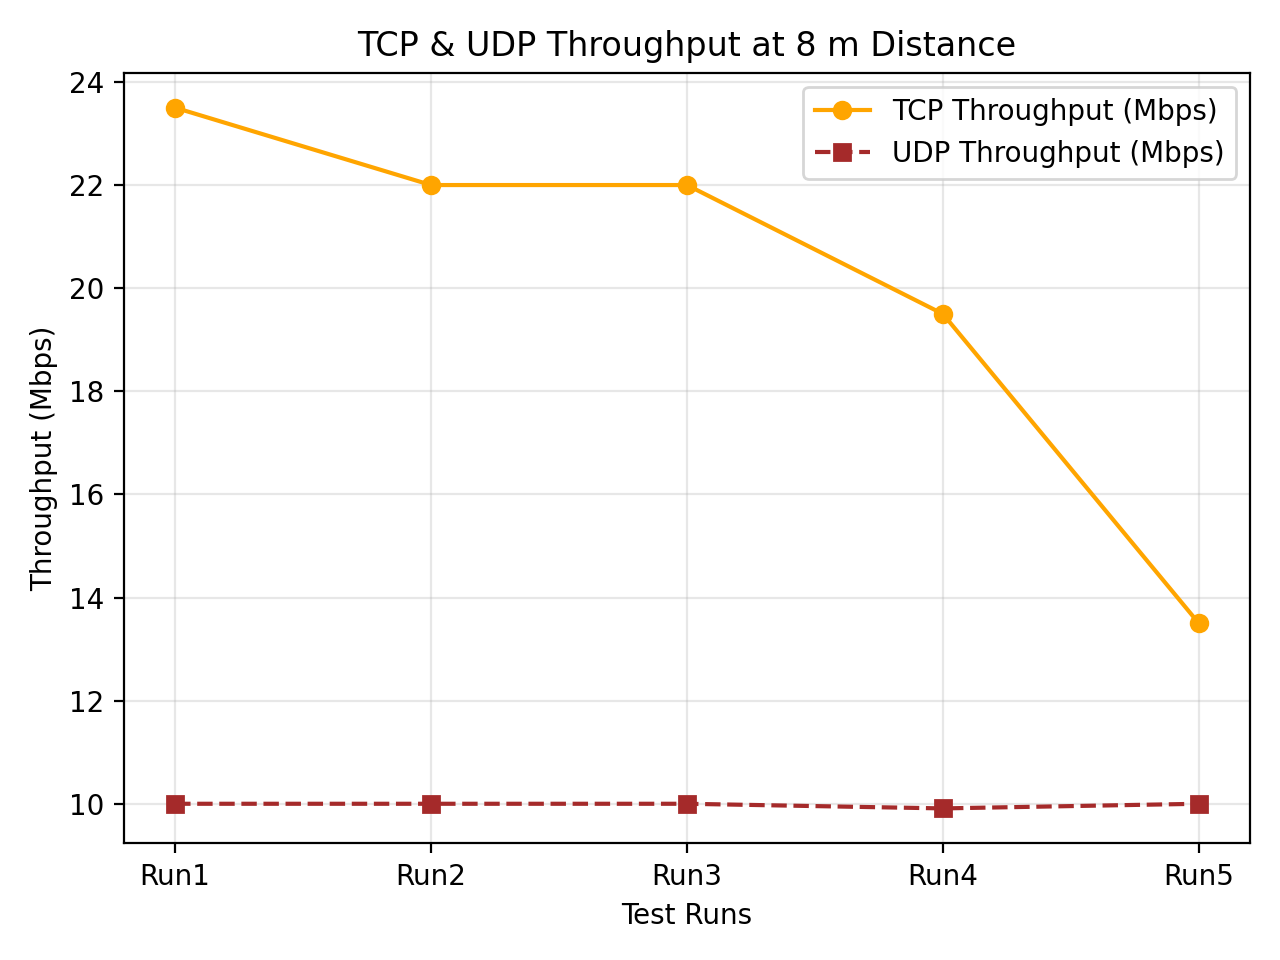 TCP & UDP Throughput at 8 m Distance
TCP Throughput (Mbps)
UDP Throughput (Mbps)
Throughput (Mbps)
24
22
20
18
16
14
12
10
Run1 Run2 Run3 Run4 Run5
Test Runs